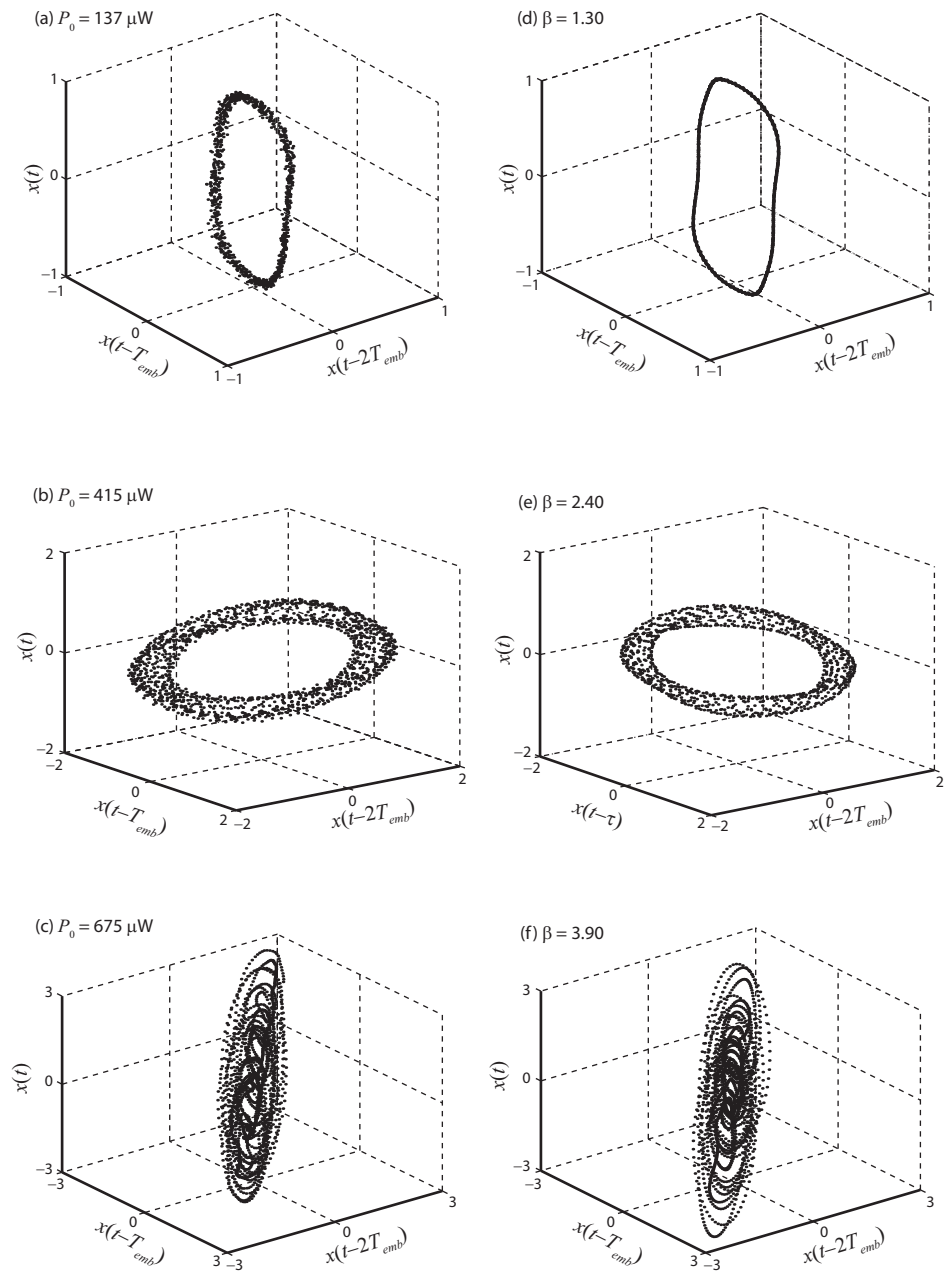 (a) P0 = 137 µW
1
0
−1
x(t)
−1
0
1
x(t−Temb)
−1
0
1
x(t−2Temb)
(d) β = 1.30
1
0
−1
x(t)
−1
0
1
x(t−Temb)
−1
0
1
x(t−2Temb)
(b) P0 = 415 µW
2
0
−2
x(t)
−2
0
2
x(t−Temb)
−2
0
2
x(t−2Temb)
(e) β = 2.40
2
0
−2
x(t)
−2
0
2
x(t−τ)
−2
0
2
x(t−2Temb)
(c) P0 = 675 µW
3
0
−3
x(t)
−3
0
3
x(t−Temb)
−3
0
3
x(t−2Temb)
(f) β = 3.90
3
0
−3
x(t)
−3
0
3
x(t−Temb)
−3
0
3
x(t−2Temb)